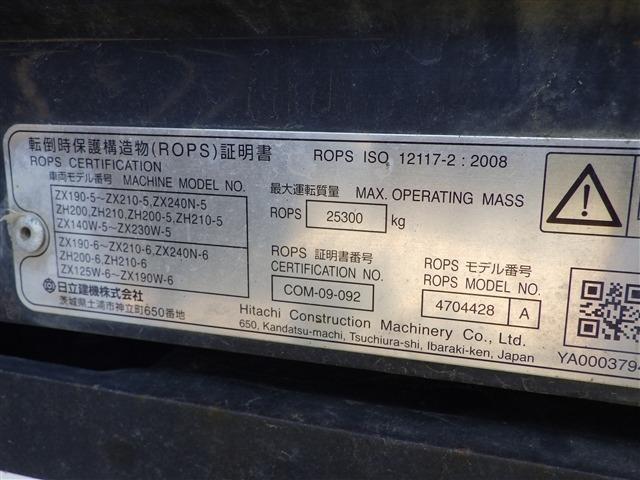 転倒時保護構造物(ROPS)証明書
ROPS CERTIFICATION
ROPS ISO 12117-2 : 2008
車両モデル番号 MACHINE MODEL NO.
ZX190-5~ZX210-5,ZX240N-5
ZH200,ZH210,ZH200-5,ZH210-5
ZX140W-5~ZX230W-5
ZX190-6~ZX210-6,ZX240N-6
ZH200-6,ZH210-6
ZX125W-6~ZX190W-6
最大運転質量 MAX. OPERATING MASS
ROPS 25300 kg
ROPS 証明書番号
CERTIFICATION NO.
COM-09-092
ROPS モデル番号
ROPS MODEL NO.
4704428 A
日立建機株式会社
茨城県土浦市神立町650番地
Hitachi Construction Machinery Co., Ltd.
650, Kandatsu-machi, Tsuchiura-shi, Ibaraki-ken, Japan
YA0003794